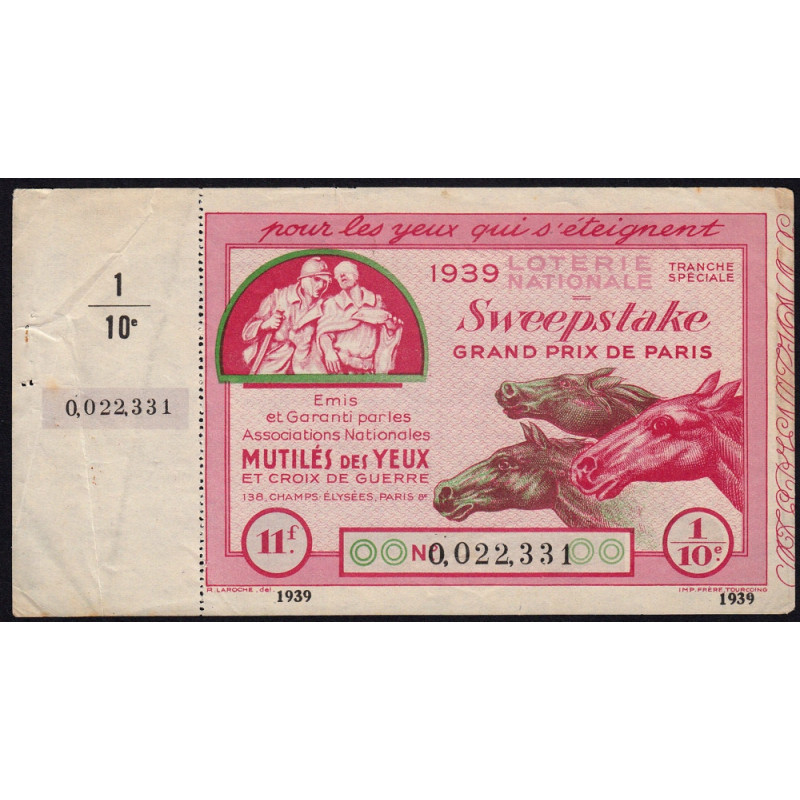 1
10e
0,022,331
pour les yeux qui s'éteignent
1939 LOTERIE NATIONALE TRANCHE SPÉCIALE
Sweepstake
GRAND PRIX DE PARIS
Emis
et Garanti par les
Associations Nationales
MUTILÉS DES YEUX
ET CROIX DE GUERRE
138, CHAMPS-ÉLYSÉES, PARIS 8e
11f.
N° 0,022,331
1
10e
R. LAROCHE, del.
1939
IMP. FRÈRE, TOURCOING
1939